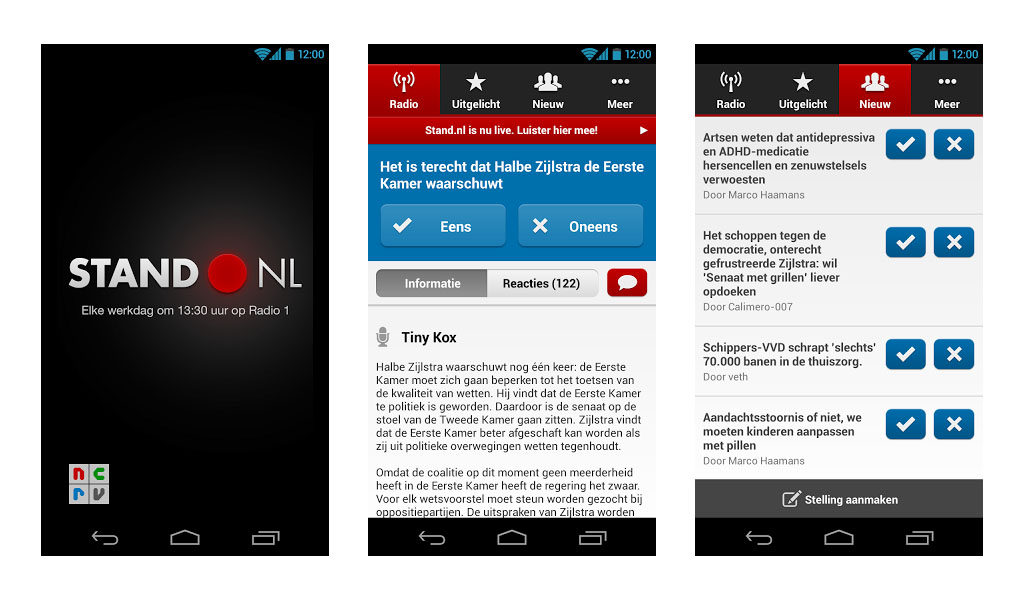 12:00
STAND NL
Elke werkdag om 13:30 uur op Radio 1
n c
r v
12:00
Radio Uitgelicht Nieuw Meer
Stand.nl is nu live. Luister hier mee!
Het is terecht dat Halbe Zijlstra de Eerste
Kamer waarschuwt
Eens Oneens
Informatie Reacties (122)
Tiny Kox
Halbe Zijlstra waarschuwt nog één keer: de Eerste
Kamer moet zich gaan beperken tot het toetsen van
de kwaliteit van wetten. Hij vindt dat de Eerste Kamer
te politiek is geworden. Daardoor is de senaat op de
stoel van de Tweede Kamer gaan zitten. Zijlstra vindt
dat de Eerste Kamer beter afgeschaft kan worden als
zij uit politieke overwegingen wetten tegenhoudt.
Omdat de coalitie op dit moment geen meerderheid
heeft in de Eerste Kamer heeft de regering het zwaar.
Voor elk wetsvoorstel moet steun worden gezocht bij
oppositiepartijen. De uitspraken van Zijlstra worden
12:00
Radio Uitgelicht Nieuw Meer
Artsen weten dat antidepressiva
en ADHD-medicatie
hersencellen en zenuwstelsels
verwoesten
Door Marco Haamans
Het schoppen tegen de
democratie, onterecht
gefrustreerde Zijlstra: wil
'Senaat met grillen' liever
opdoeken
Door Calimero-007
Schippers-VVD schrapt 'slechts'
70.000 banen in de thuiszorg.
Door veth
Aandachtsstoornis of niet, we
moeten kinderen aanpassen
met pillen
Door Marco Haamans
Stelling aanmaken